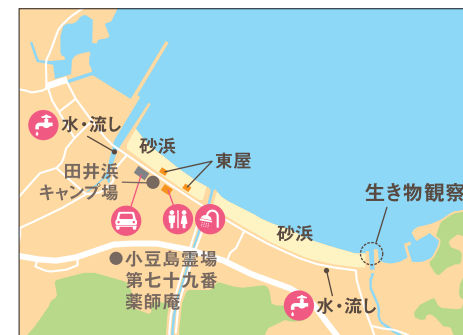 水・流し
砂浜
東屋
田井浜
キャンプ場
生き物観察
砂浜
小豆島霊場
第七十九番
薬師庵
水・流し